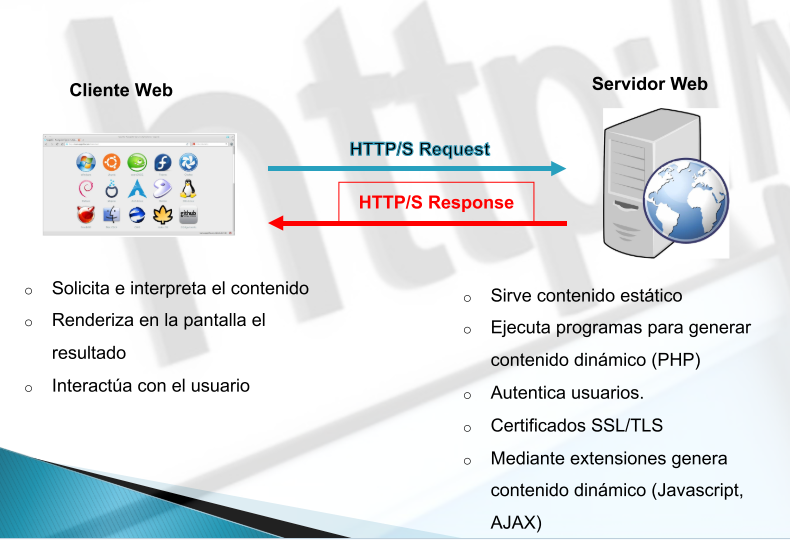 Cliente Web
Servidor Web
HTTP/S Request
HTTP/S Response
github
o Solicita e interpreta el contenido
o Renderiza en la pantalla el
resultado
o Interactúa con el usuario
o Sirve contenido estático
o Ejecuta programas para generar
contenido dinámico (PHP)
o Autentica usuarios.
o Certificados SSL/TLS
o Mediante extensiones genera
contenido dinámico (Javascript,
AJAX)
http://